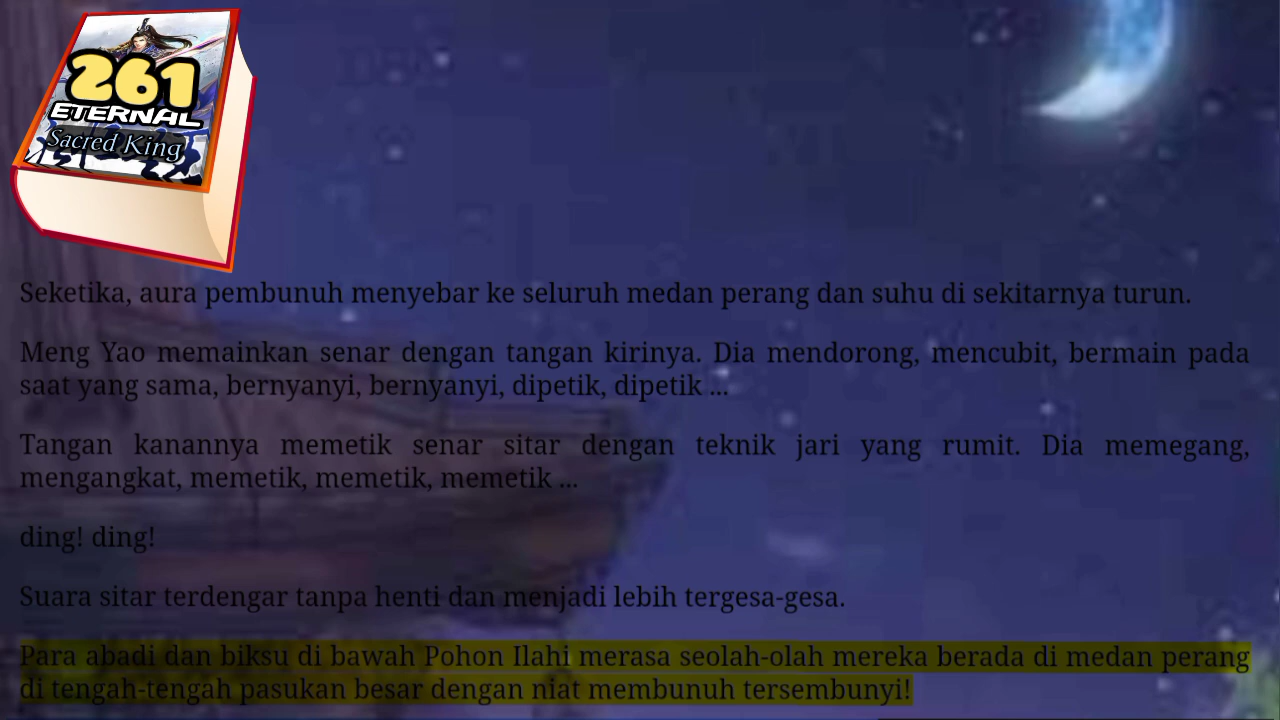 261
ETERNAL
Sacred King
Seketika, aura pembunuh menyebar ke seluruh medan perang dan suhu di sekitarnya turun.
Meng Yao memainkan senar dengan tangan kirinya. Dia mendorong, mencubit, bermain pada
saat yang sama, bernyanyi, bernyanyi, dipetik, dipetik ...
Tangan kanannya memetik senar sitar dengan teknik jari yang rumit. Dia memegang,
mengangkat, memetik, memetik, memetik ...
ding! ding!
Suara sitar terdengar tanpa henti dan menjadi lebih tergesa-gesa.
Para abadi dan biksu di bawah Pohon Ilahi merasa seolah-olah mereka berada di medan perang
di tengah-tengah pasukan besar dengan niat membunuh tersembunyi!